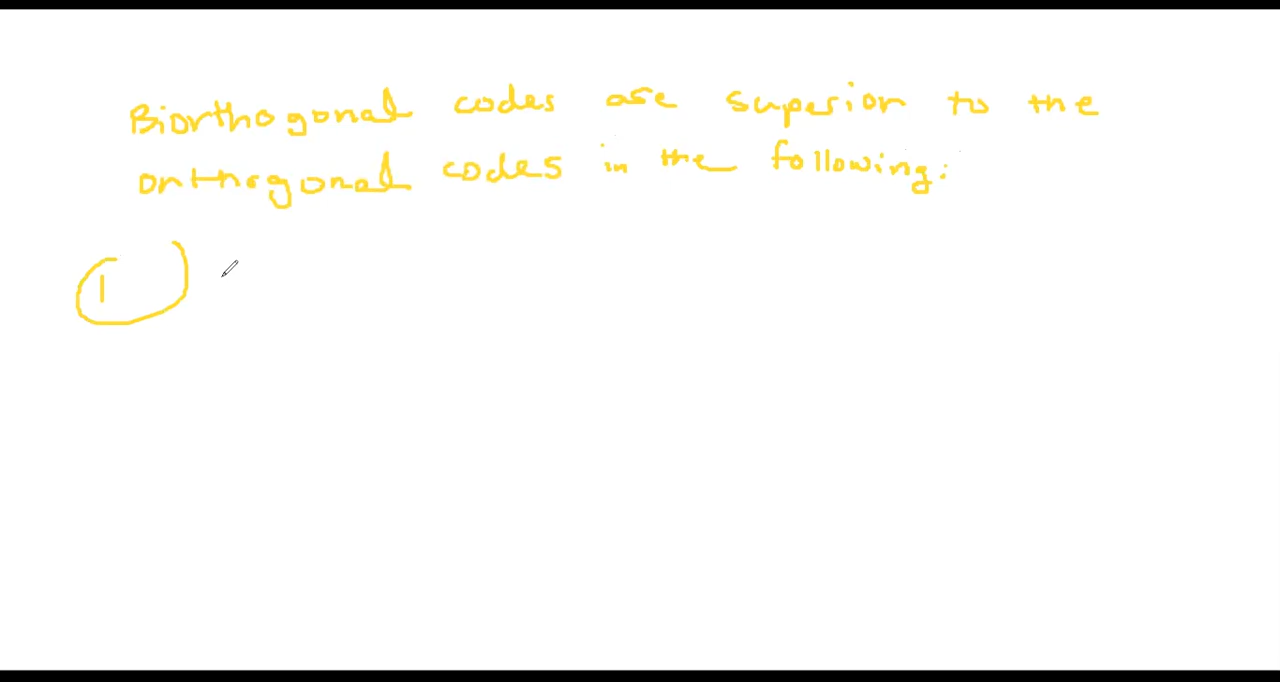 Biorthogonal codes are superior to the
orthogonal codes in the following:
1